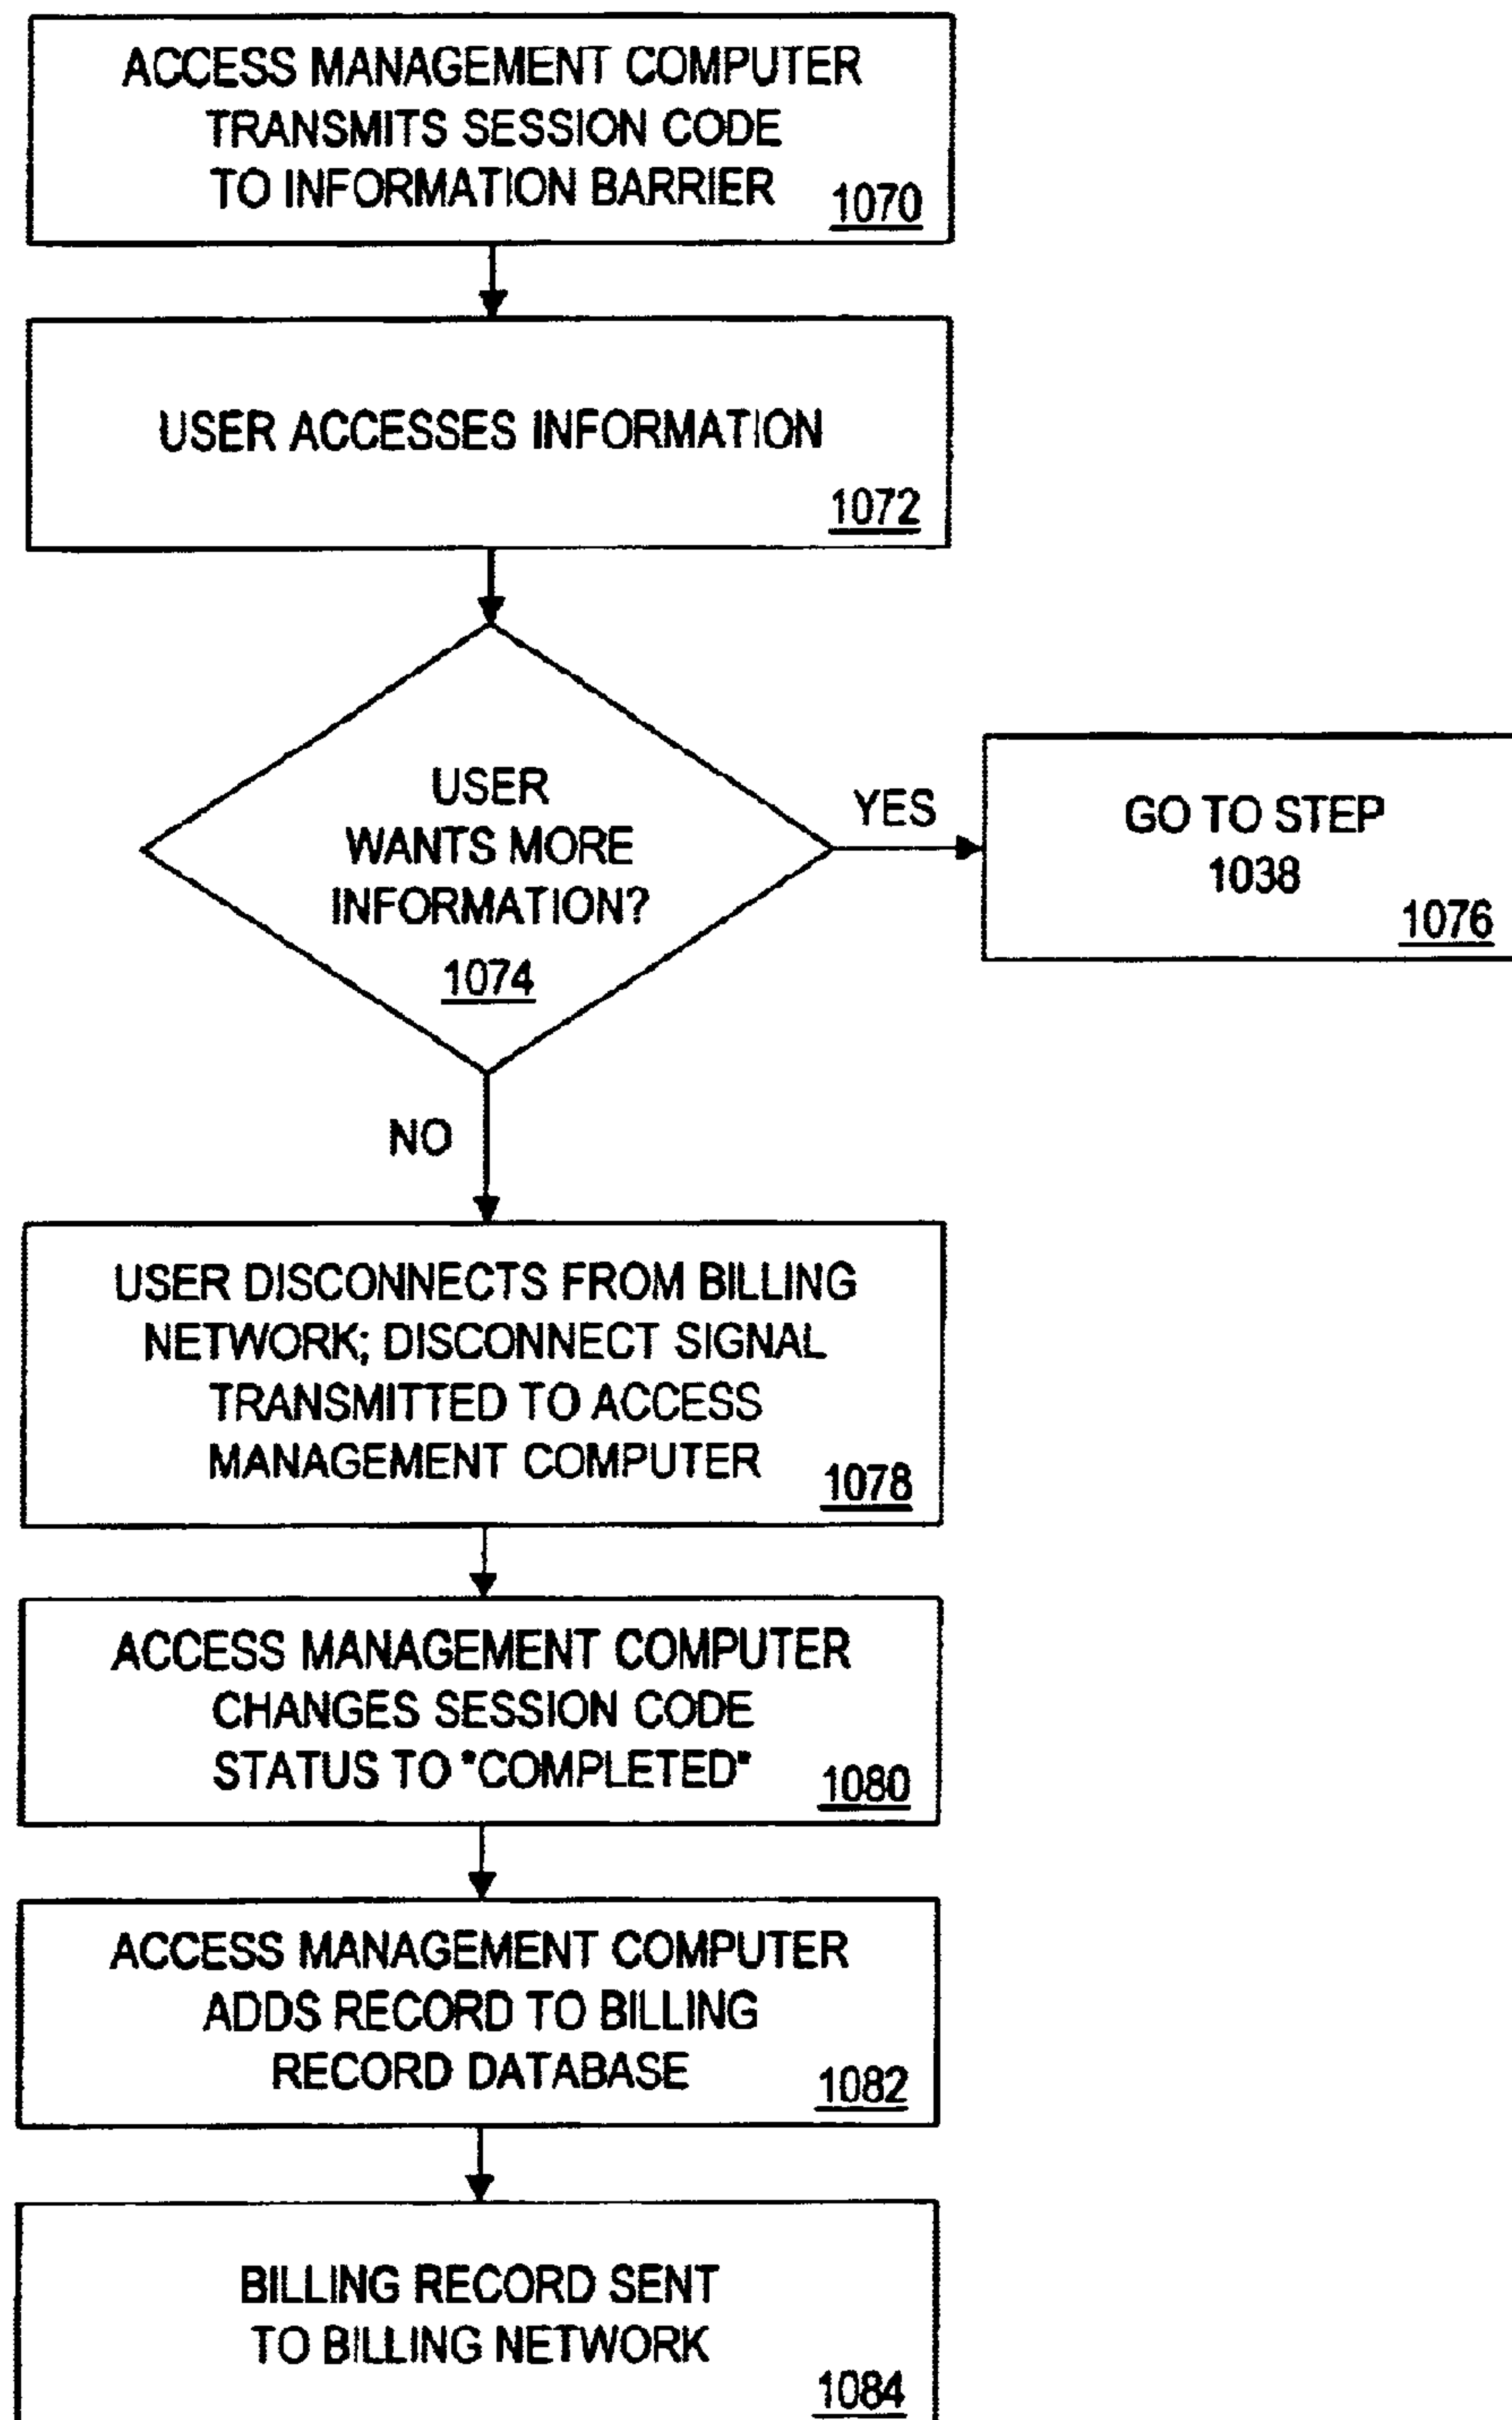 ACCESS MANAGEMENT COMPUTER
TRANSMITS SESSION CODE
TO INFORMATION BARRIER
1070
USER ACCESSES INFORMATION
1072
USER
WANTS MORE
INFORMATION?
1074
YES
GO TO STEP
1038
1076
NO
USER DISCONNECTS FROM BILLING
NETWORK; DISCONNECT SIGNAL
TRANSMITTED TO ACCESS
MANAGEMENT COMPUTER
1078
ACCESS MANAGEMENT COMPUTER
CHANGES SESSION CODE
STATUS TO "COMPLETED"
1080
ACCESS MANAGEMENT COMPUTER
ADDS RECORD TO BILLING
RECORD DATABASE
1082
BILLING RECORD SENT
TO BILLING NETWORK
1084